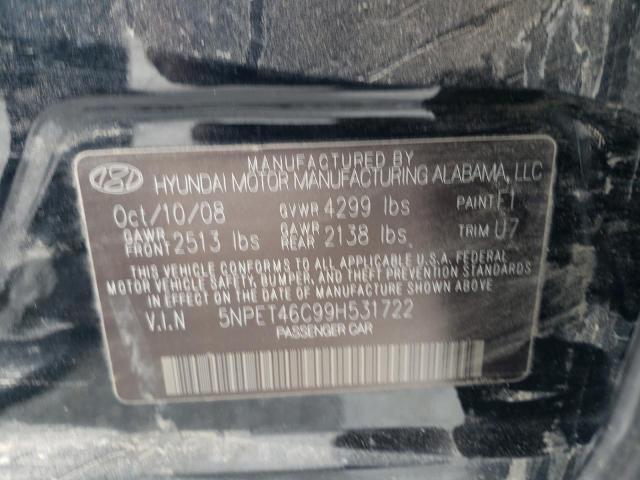 MANUFACTURED BY
HYUNDAI MOTOR MANUFACTURING ALABAMA, LLC
Oct/10/08 GVWR 4299 lbs PAINT F1
GAWR FRONT 2513 lbs GAWR REAR 2138 lbs TRIM U7
THIS VEHICLE CONFORMS TO ALL APPLICABLE U.S.A. FEDERAL
MOTOR VEHICLE SAFETY, BUMPER, AND THEFT PREVENTION
STANDARDS IN EFFECT ON THE DATE OF MANUFACTURE SHOWN ABOVE.
V.I.N 5NPET46C99H531722
PASSENGER CAR